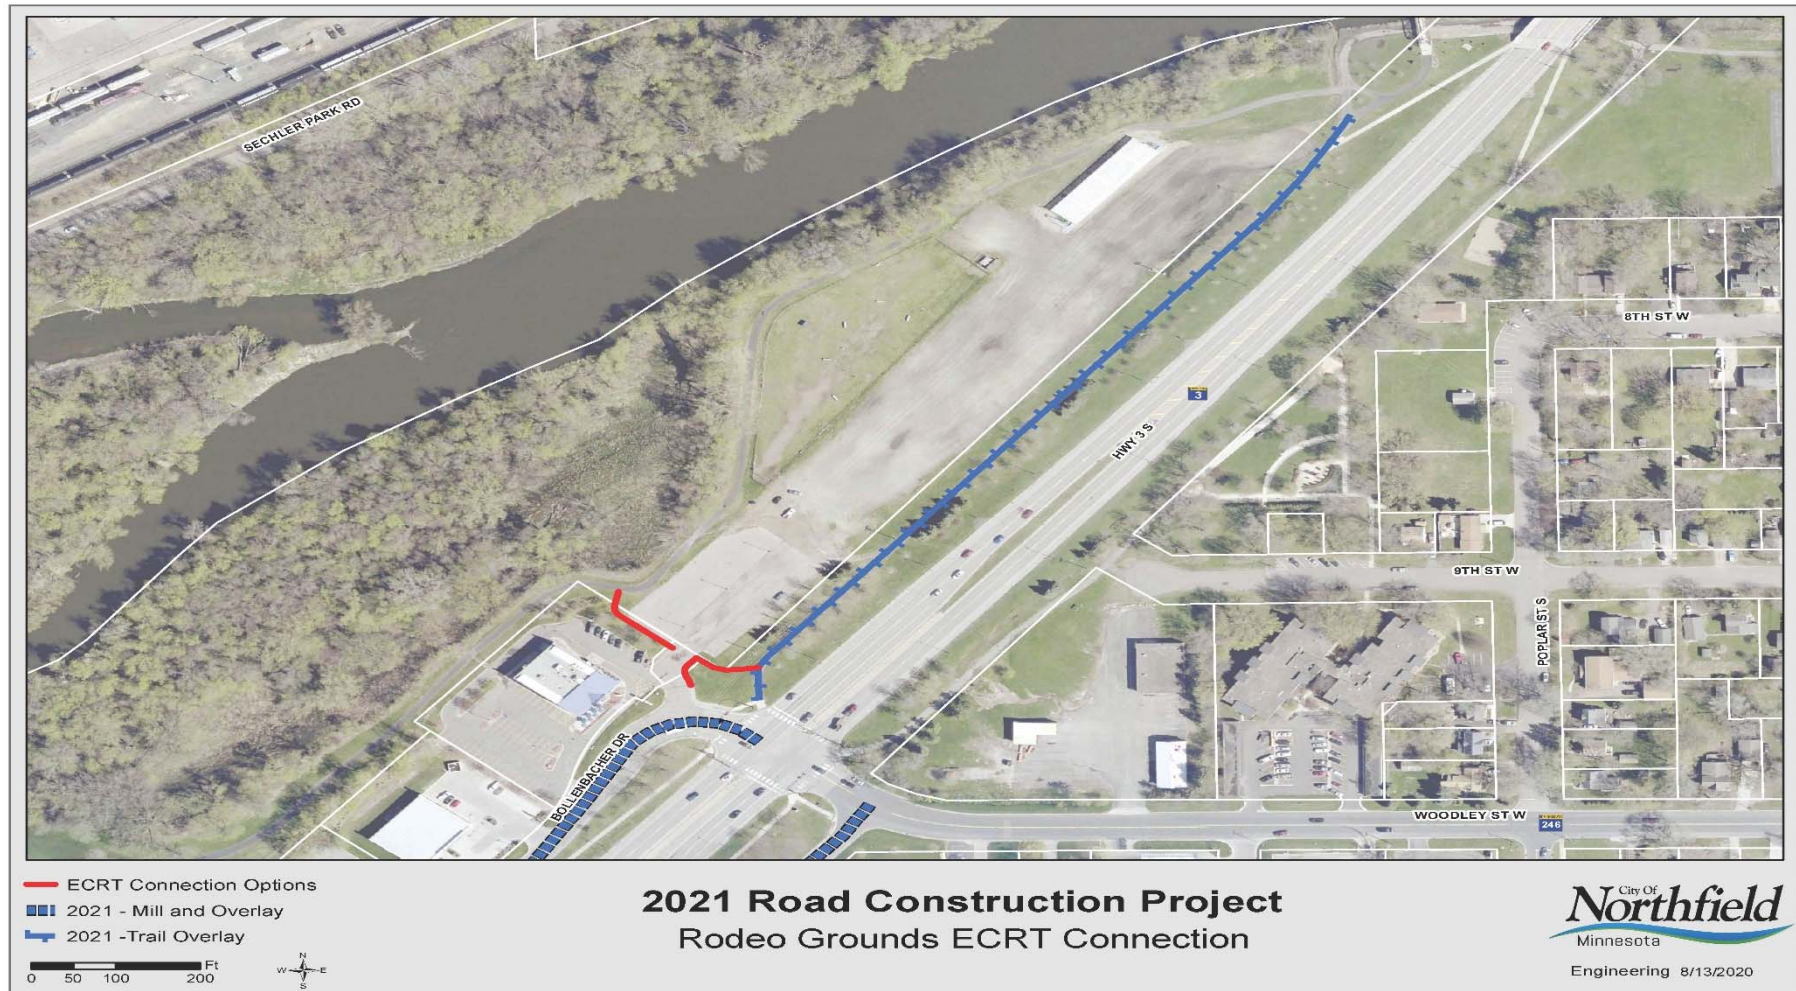 SECHLER PARK RD
8TH ST W
3
HWY 3 S
9TH ST W
POPLAR ST S
BOLLENBACHER DR
WOODLEY ST W
246
ECRT Connection Options
2021 - Mill and Overlay
2021 -Trail Overlay
0 50 100 200 Ft
N
W E
S
2021 Road Construction Project
Rodeo Grounds ECRT Connection
City Of
Northfield
Minnesota
Engineering 8/13/2020